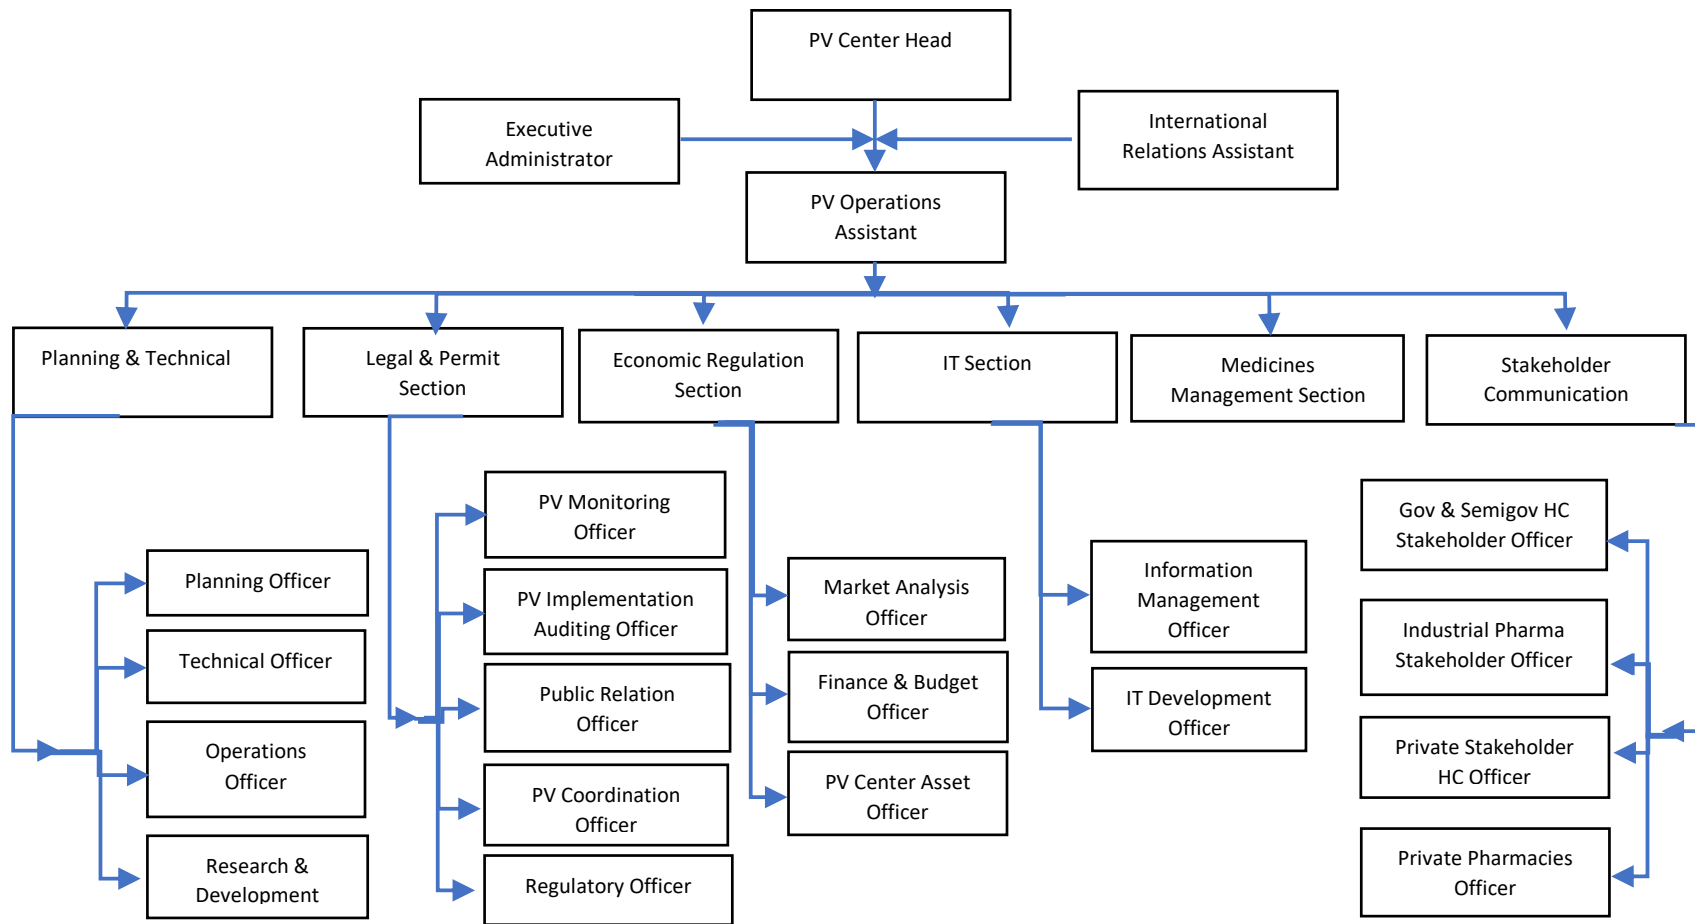 PV Center Head
Executive
Administrator
International
Relations Assistant
PV Operations
Assistant
Planning & Technical
Legal & Permit
Section
Economic Regulation
Section
IT Section
Medicines
Management Section
Stakeholder
Communication
Planning Officer
Technical Officer
Operations
Officer
Research &
Development
PV Monitoring
Officer
PV Implementation
Auditing Officer
Public Relation
Officer
PV Coordination
Officer
Regulatory Officer
Market Analysis
Officer
Finance & Budget
Officer
PV Center Asset
Officer
Information
Management
Officer
IT Development
Officer
Gov & Semigov HC
Stakeholder Officer
Industrial Pharma
Stakeholder Officer
Private Stakeholder
HC Officer
Private Pharmacies
Officer